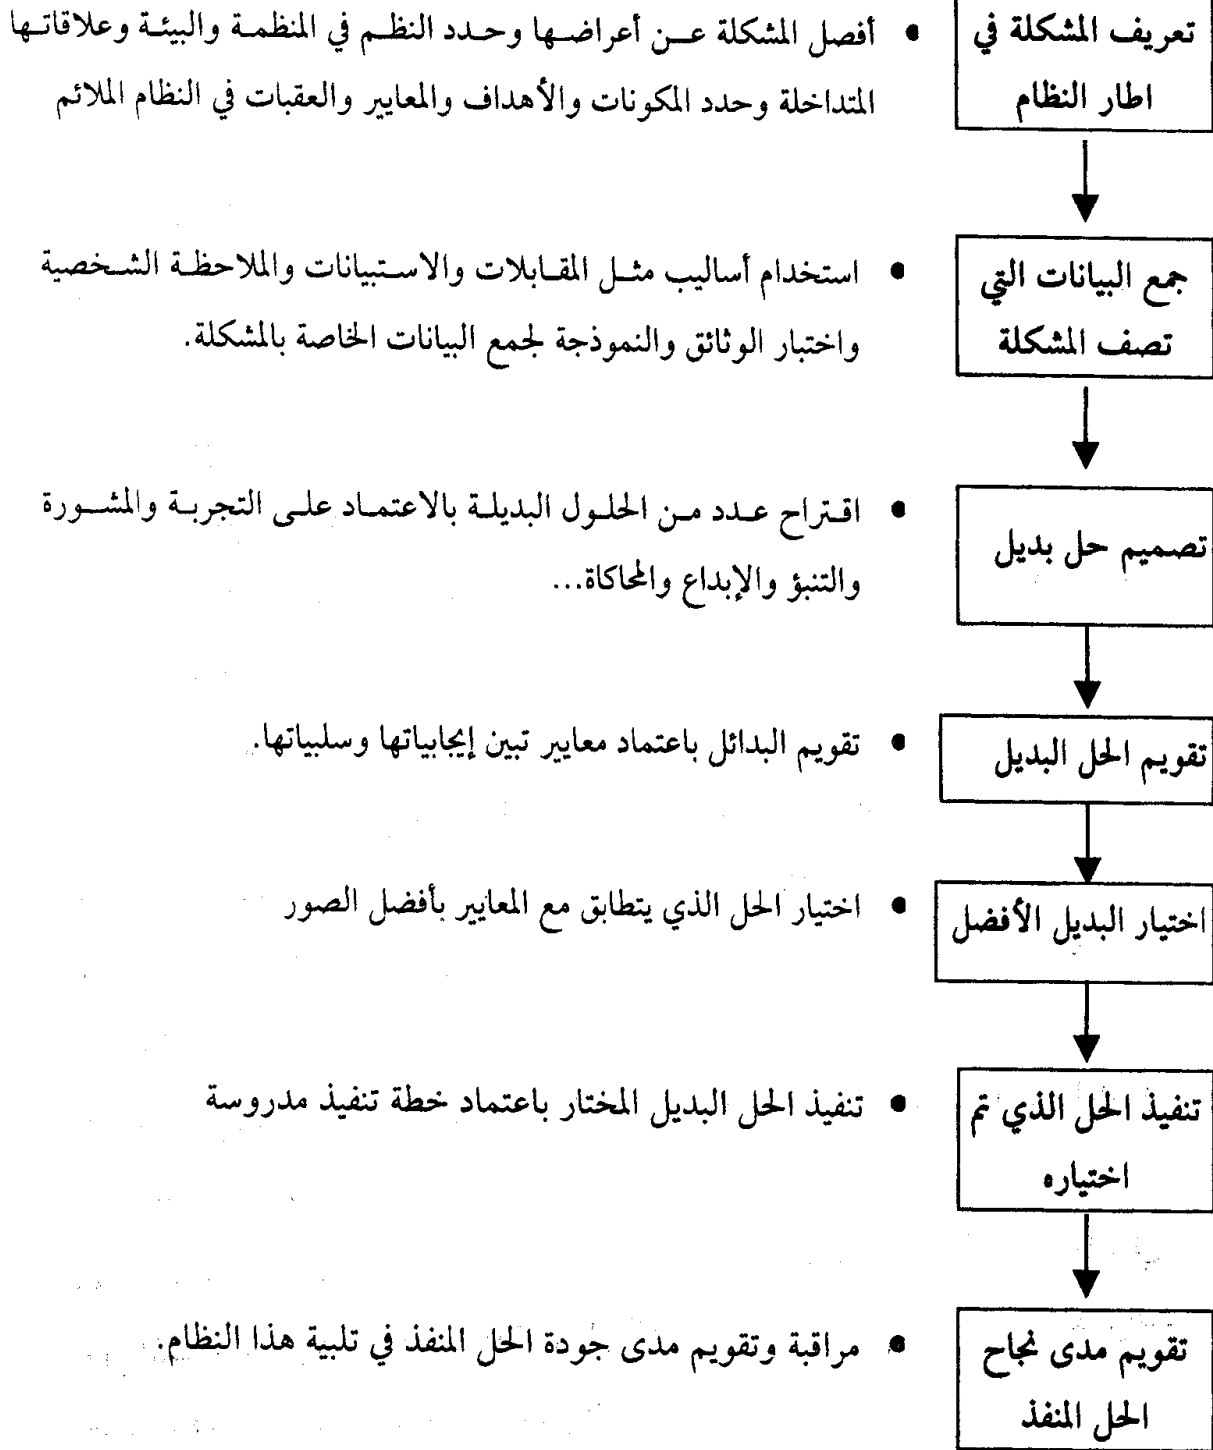 تعريف المشكلة في
اطار النظام
• أفصل المشكلة عن أعراضها وحدد النظم في المنظمة والبيئة وعلاقاتها
المتداخلة وحدد المكونات والأهداف والمعايير والعقبات في النظام الملائم
جمع البيانات التي
تصف المشكلة
• استخدام أساليب مثل المقابلات والاستبيانات والملاحظة الشخصية
واختبار الوثائق والنموذجة لجمع البيانات الخاصة بالمشكلة.
تصميم حل بديل
• اقتراح عدد من الحلول البديلة بالاعتماد على التجربة والمشورة
والتنبؤ والإبداع والمحاكاة...
تقويم الحل البديل
• تقويم البدائل باعتماد معايير تبين إيجابياتها وسلبياتها.
اختيار البديل الأفضل
• اختيار الحل الذي يتطابق مع المعايير بأفضل الصور
تنفيذ الحل الذي تم
اختياره
• تنفيذ الحل البديل المختار باعتماد خطة تنفيذ مدروسة
تقويم مدى نجاح
الحل المنفذ
• مراقبة وتقويم مدى جودة الحل المنفذ في تلبية هذا النظام.